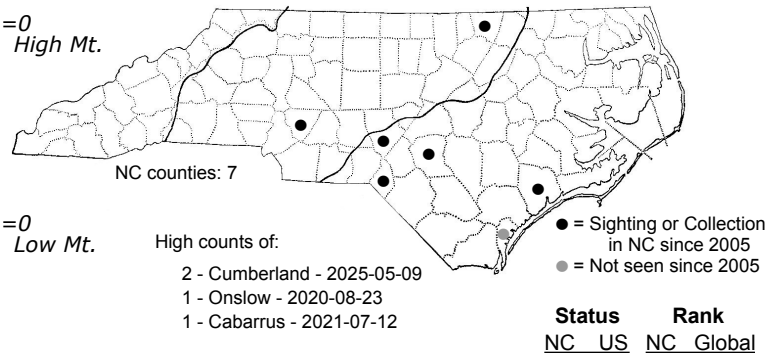 =0
High Mt.
NC counties: 7
=0
Low Mt.
High counts of:
2 - Cumberland - 2025-05-09
1 - Onslow - 2020-08-23
1 - Cabarrus - 2021-07-12
= Sighting or Collection
in NC since 2005
= Not seen since 2005
Status Rank
NC US NC Global